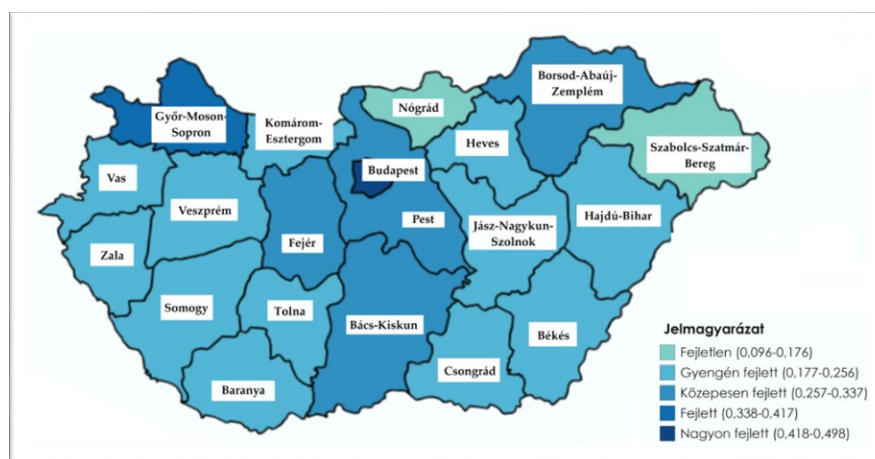 Borsod-Abaúj-
Zemplém
Nógrád
Győr-Moson-
Sopron
Komárom-
Esztergom
Heves
Szabolcs-Szatmár-
Bereg
Budapest
Vas
Veszprém
Pest
Jász-Nagykun-
Szolnok
Hajdú-Bihar
Fejér
Zala
Somogy
Tolna
Bács-Kiskun
Békés
Csongrád
Baranya
Jelmagyarázat
Fejletlen (0,096-0,176)
Gyengén fejlett (0,177-0,256)
Közepesen fejlett (0,257-0,337)
Fejlett (0,338-0,417)
Nagyon fejlett (0,418-0,498)